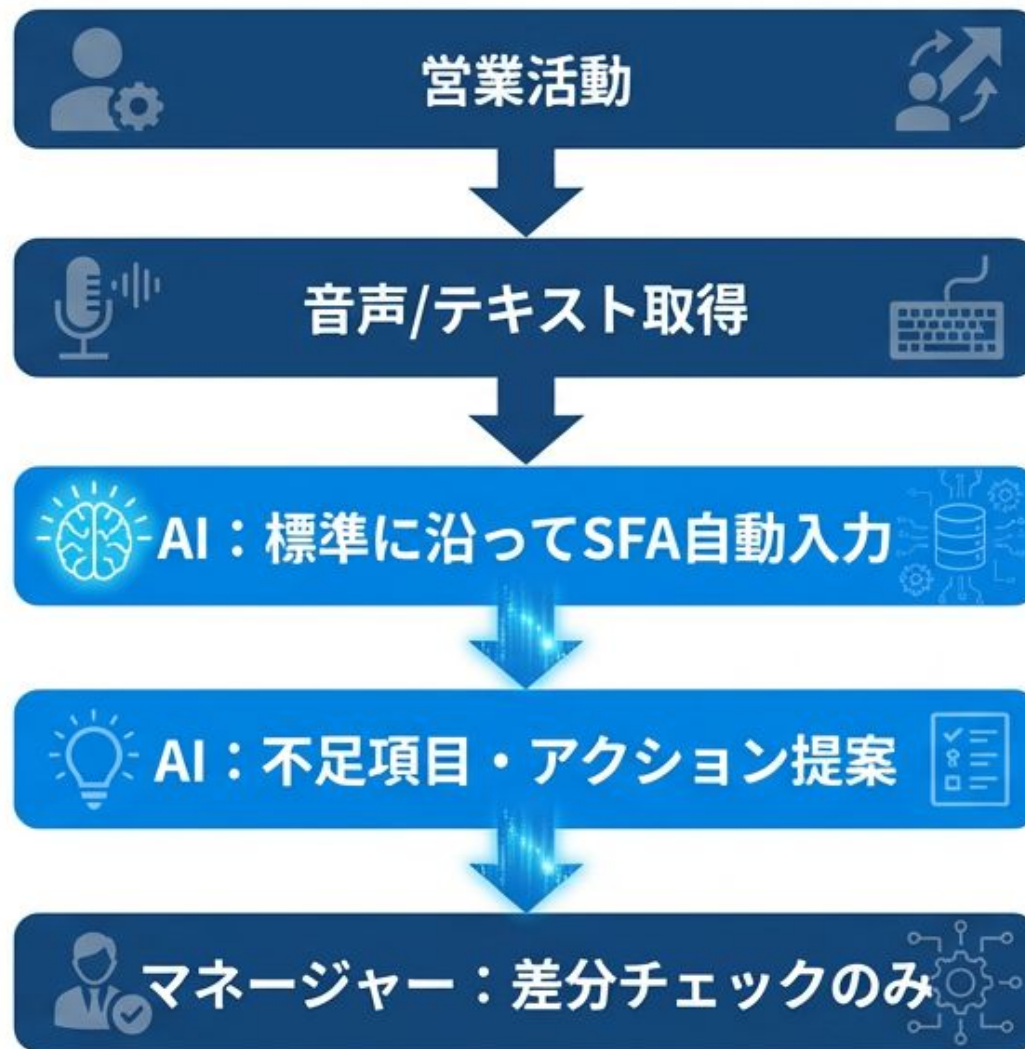 営業活動
音声/テキスト取得
AI：標準に沿ってSFA自動入力
AI：不足項目・アクション提案
マネージャー：差分チェックのみ